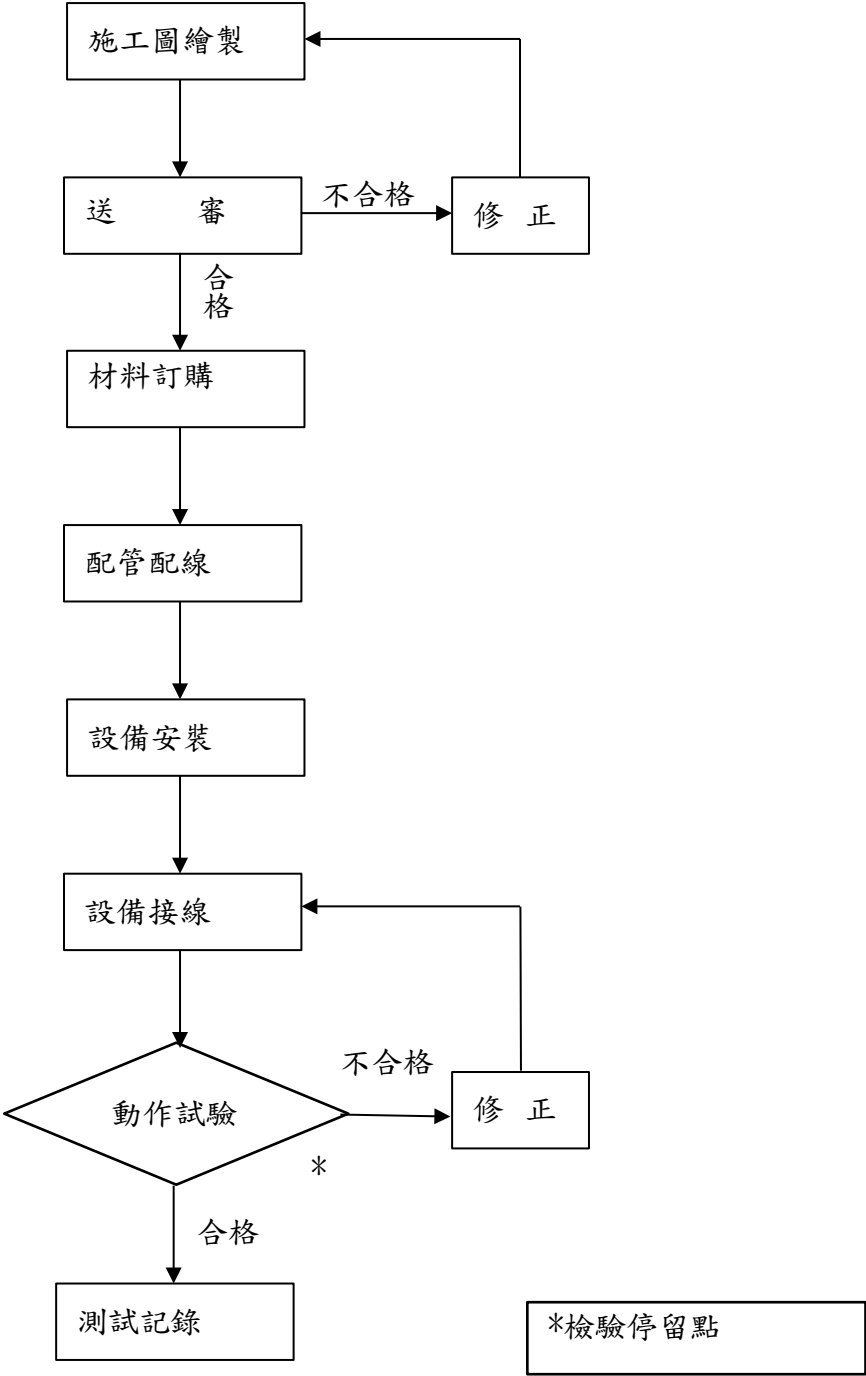 施工圖繪製
送 審
不合格
修 正
合
格
材料訂購
配管配線
設備安裝
設備接線
不合格
動作試驗
修 正
*
合格
測試記錄
*檢驗停留點